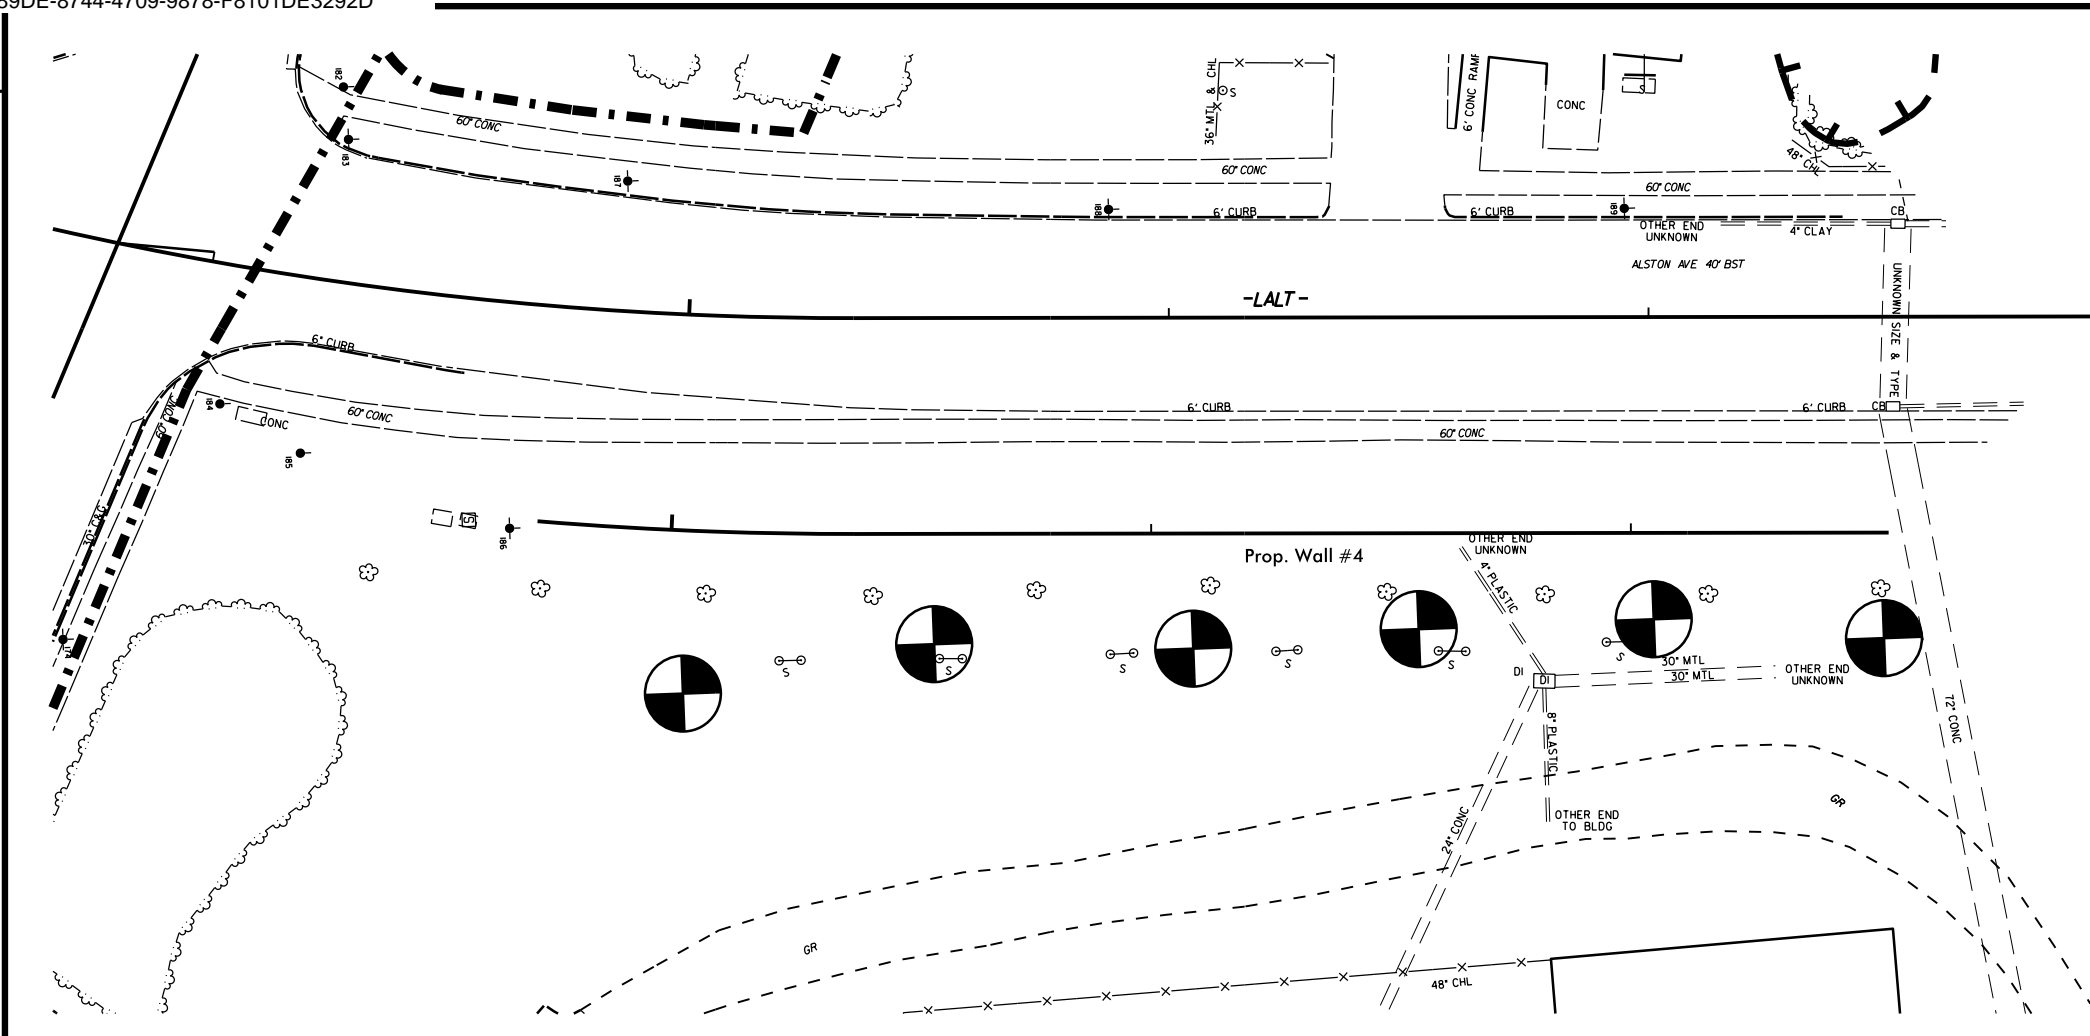 89DE-8744-4709-9878-F8101DE3292D
182
183
60" CONC
187
36" MTL & CHL
S
60" CONC
188
6" CURB
6' CONC RAMP
CONC
S
48" CHL
60" CONC
6" CURB
189
OTHER END
UNKNOWN
4" CLAY
CB
ALSTON AVE 40' BST
-LALT-
UNKNOWN SIZE & TYPE
6" CURB
60" CONC
184
CONC
60" CONC
185
6" CURB
6" CURB
CB
60" CONC
30" C&G
S
186
Prop. Wall #4
OTHER END
UNKNOWN
4" PLASTIC
174
S
S
S
S
S
S
DI
DI
30" MTL
30" MTL
OTHER END
UNKNOWN
8" PLASTIC
72" CONC
24" CONC
OTHER END
TO BLDG
GR
GR
48" CHL